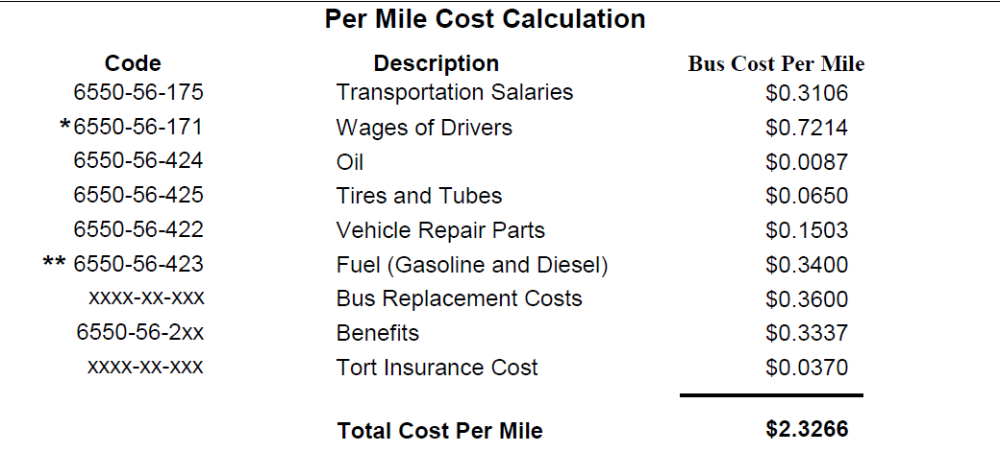 Per Mile Cost Calculation
Code Description Bus Cost Per Mile
6550-56-175 Transportation Salaries $0.3106
*6550-56-171 Wages of Drivers $0.7214
6550-56-424 Oil $0.0087
6550-56-425 Tires and Tubes $0.0650
6550-56-422 Vehicle Repair Parts $0.1503
** 6550-56-423 Fuel (Gasoline and Diesel) $0.3400
xxxx-xx-xxx Bus Replacement Costs $0.3600
6550-56-2xx Benefits $0.3337
xxxx-xx-xxx Tort Insurance Cost $0.0370
Total Cost Per Mile $2.3266